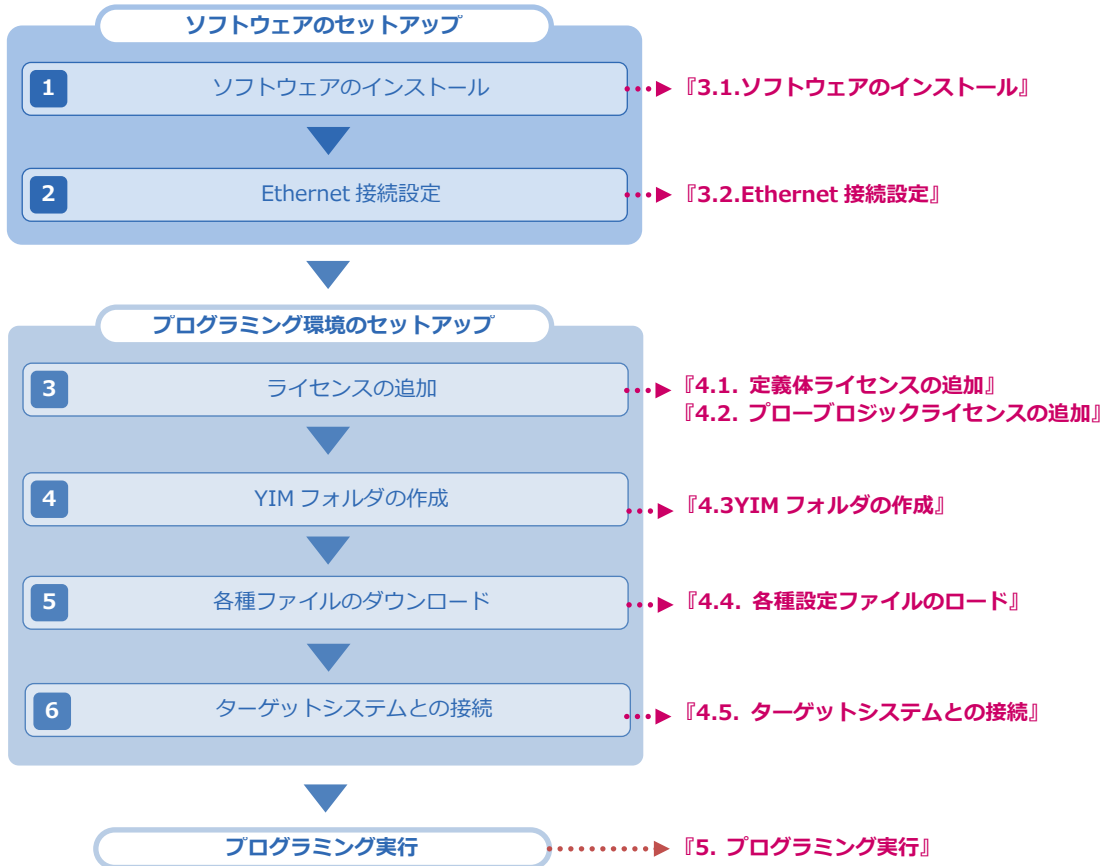 ソフトウェアのセットアップ
1 ソフトウェアのインストール
『3.1.ソフトウェアのインストール』
2 Ethernet 接続設定
『3.2.Ethernet 接続設定』
プログラミング環境のセットアップ
3 ライセンスの追加
『4.1. 定義体ライセンスの追加』
『4.2. プローブロジックライセンスの追加』
4 YIM フォルダの作成
『4.3YIM フォルダの作成』
5 各種ファイルのダウンロード
『4.4. 各種設定ファイルのロード』
6 ターゲットシステムとの接続
『4.5. ターゲットシステムとの接続』
プログラミング実行
『5. プログラミング実行』